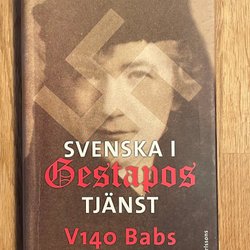 SVENSKA I
Gestapos
TJÄNST
V140 Babs